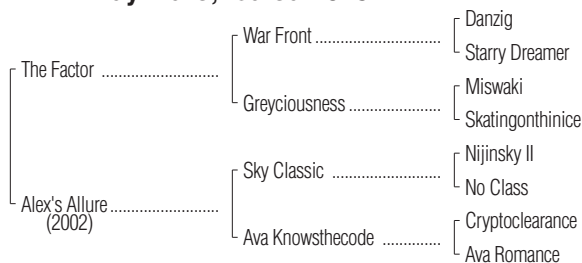 Danzig
War Front
Starry Dreamer
The Factor
Miswaki
Greyciousness
Skatingonthinice
Nijinsky II
Sky Classic
No Class
Alex's Allure
(2002)
Cryptoclearance
Ava Knowsthecode
Ava Romance